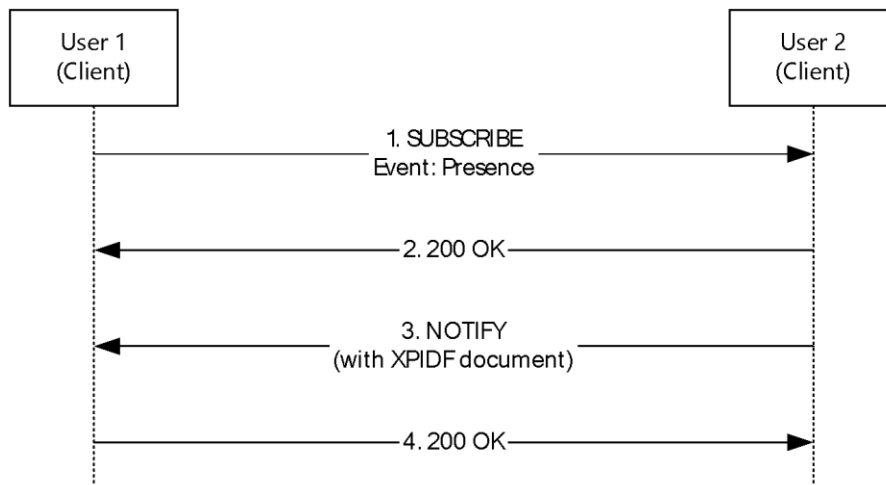 User 1
(Client)
User 2
(Client)
1. SUBSCRIBE
Event: Presence
2. 200 OK
3. NOTIFY
(with XPIDF document)
4. 200 OK